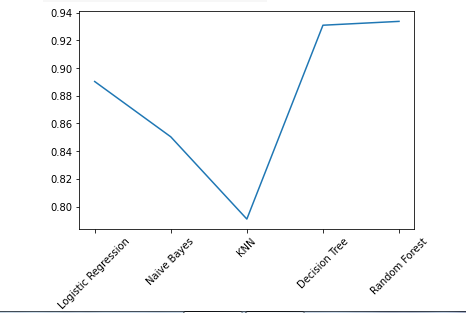 0.94
0.92
0.90
0.88
0.86
0.84
0.82
0.80
Logistic Regression
Naive Bayes
KNN
Decision Tree
Random Forest